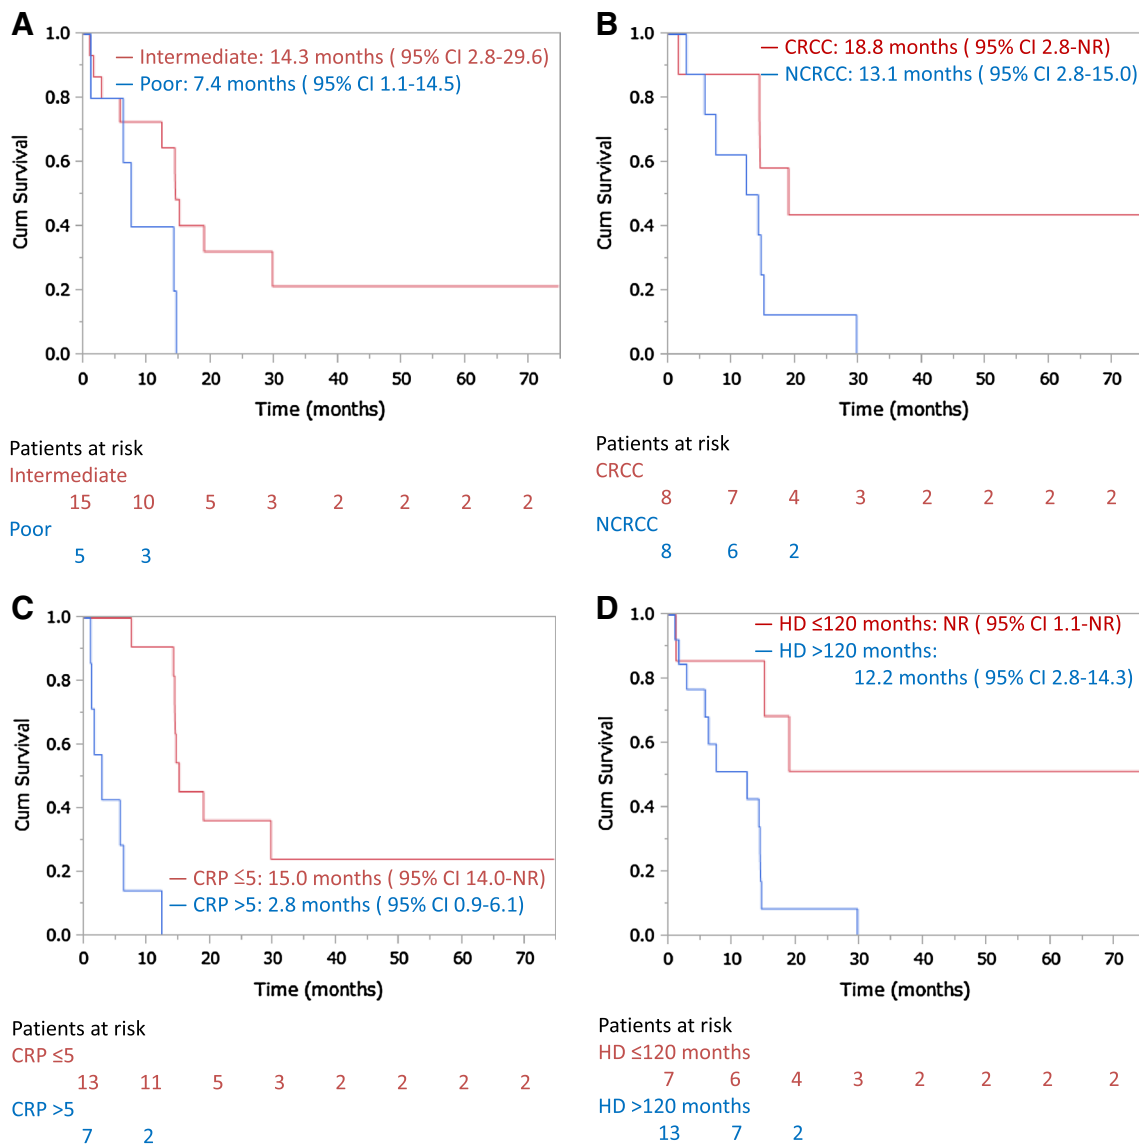 A
1.0
0.8
0.6
0.4
0.2
0.0
Cum Survival
Intermediate: 14.3 months ( 95% CI 2.8-29.6)
Poor: 7.4 months ( 95% CI 1.1-14.5)
0 10 20 30 40 50 60 70
Time (months)
Patients at risk
Intermediate
15 10 5 3 2 2 2 2
Poor
5 3
B
1.0
0.8
0.6
0.4
0.2
0.0
Cum Survival
CRCC: 18.8 months ( 95% CI 2.8-NR)
NCRCC: 13.1 months ( 95% CI 2.8-15.0)
0 10 20 30 40 50 60 70
Time (months)
Patients at risk
CRCC
8 7 4 3 2 2 2 2
NCRCC
8 6 2
C
1.0
0.8
0.6
0.4
0.2
0.0
Cum Survival
CRP ≤5: 15.0 months ( 95% CI 14.0-NR)
CRP >5: 2.8 months ( 95% CI 0.9-6.1)
0 10 20 30 40 50 60 70
Time (months)
Patients at risk
CRP ≤5
13 11 5 3 2 2 2 2
CRP >5
7 2
D
1.0
0.8
0.6
0.4
0.2
0.0
Cum Survival
HD ≤120 months: NR ( 95% CI 1.1-NR)
HD >120 months:
12.2 months ( 95% CI 2.8-14.3)
0 10 20 30 40 50 60 70
Time (months)
Patients at risk
HD ≤120 months
7 6 4 3 2 2 2 2
HD >120 months
13 7 2